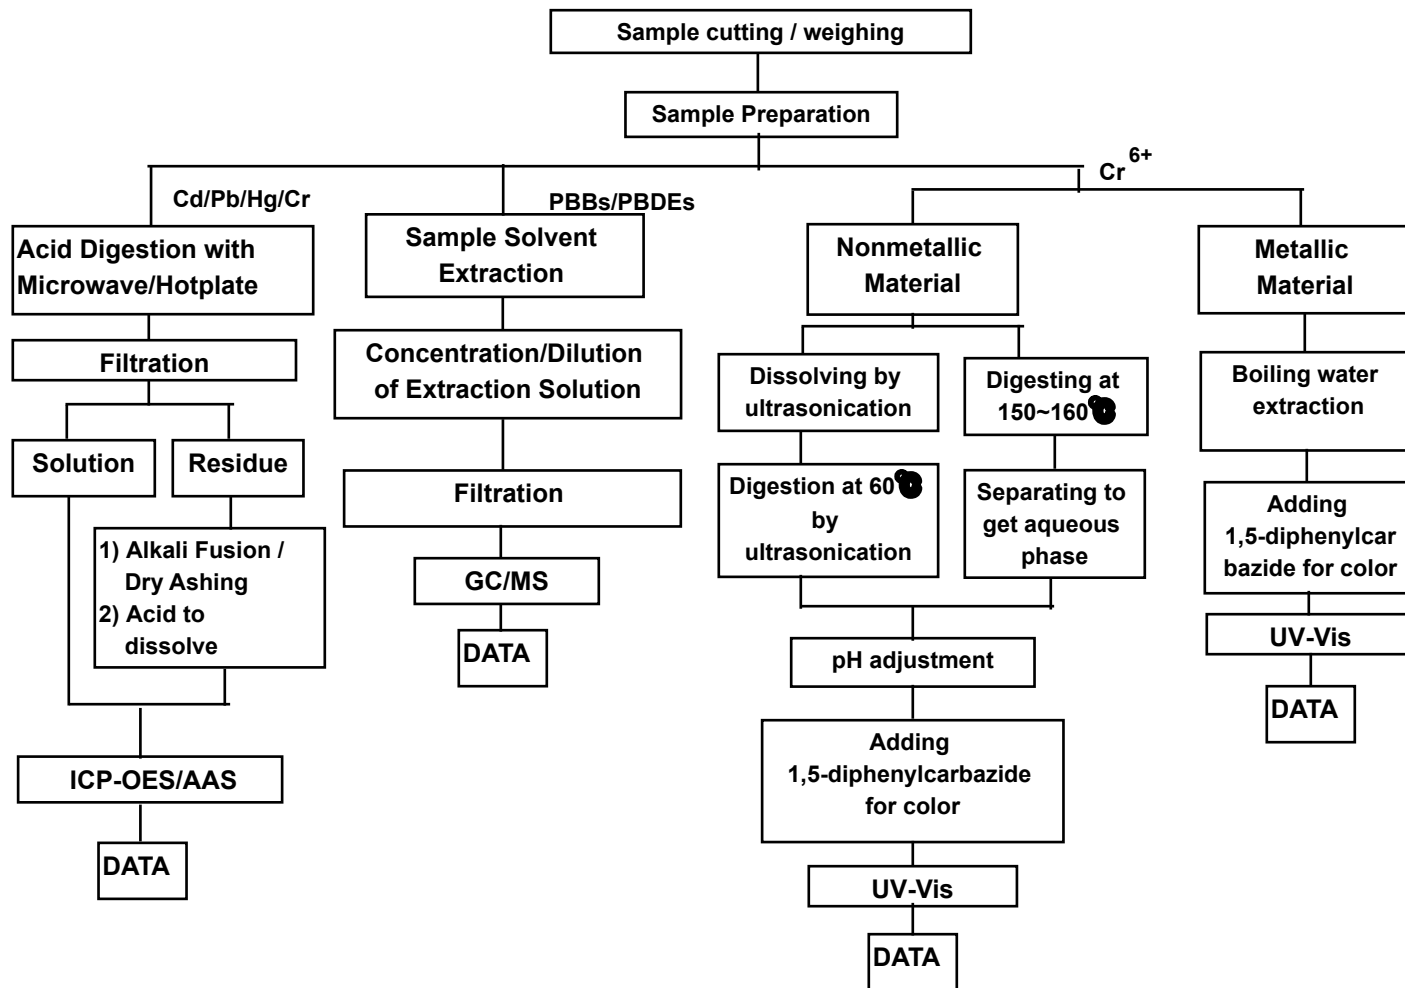 Sample cutting / weighing
Sample Preparation
Cd/Pb/Hg/Cr
PBBs/PBDEs
Cr 6+
Acid Digestion with
Microwave/Hotplate
Filtration
Solution
Residue
1) Alkali Fusion /
Dry Ashing
2) Acid to
dissolve
ICP-OES/AAS
DATA
Sample Solvent
Extraction
Concentration/Dilution
of Extraction Solution
Filtration
GC/MS
DATA
Nonmetallic
Material
Dissolving by
ultrasonication
Digestion at 60
by
ultrasonication
Digesting at
150~160
Separating to
get aqueous
phase
pH adjustment
Adding
1,5-diphenylcarbazide
for color
UV-Vis
DATA
Metallic
Material
Boiling water
extraction
Adding
1,5-diphenylcar
bazide for color
UV-Vis
DATA